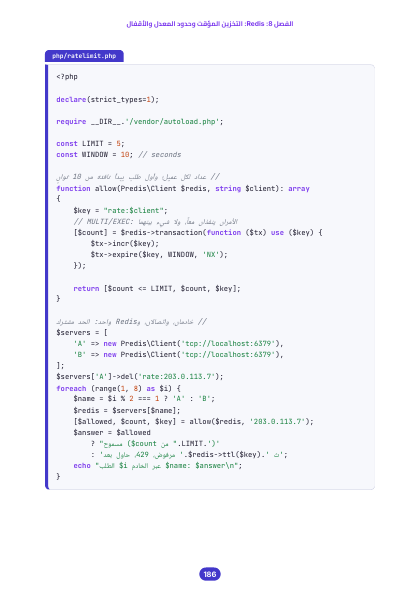 الفصل 8: Redis: التخزين المؤقت وحدود المعدل والأقفال
php/ratelimit.php
<?php
declare(strict_types=1);
require __DIR__.'/vendor/autoload.php';
const LIMIT = 5;
const WINDOW = 10; // seconds
// عداد لكل عميل، وأول طلب يبدأ نافذة من 10 ثوانٍ
function allow(Predis\Client $redis, string $client): array
{
    $key = "rate:$client";
    // MULTI/EXEC: الأمران ينفذان معاً، ولا شيء بينهما
    [$count] = $redis->transaction(function ($tx) use ($key) {
        $tx->incr($key);
        $tx->expire($key, WINDOW, 'NX');
    });
    return [$count <= LIMIT, $count, $key];
}
// خادمان، واتصالان، وRedis واحد: الحد مشترك
$servers = [
    'A' => new Predis\Client('tcp://localhost:6379'),
    'B' => new Predis\Client('tcp://localhost:6379'),
];
$servers['A']->del('rate:203.0.113.7');
foreach (range(1, 8) as $i) {
    $name = $i % 2 === 1 ? 'A' : 'B';
    $redis = $servers[$name];
    [$allowed, $count, $key] = allow($redis, '203.0.113.7');
    $answer = $allowed
        ? "مسموح ($count من ".LIMIT.')'
        : 'مرفوض، 429، حاول بعد '.$redis->ttl($key).' ث';
    echo "الطلب $i عبر الخادم $name: $answer\n";
}
186